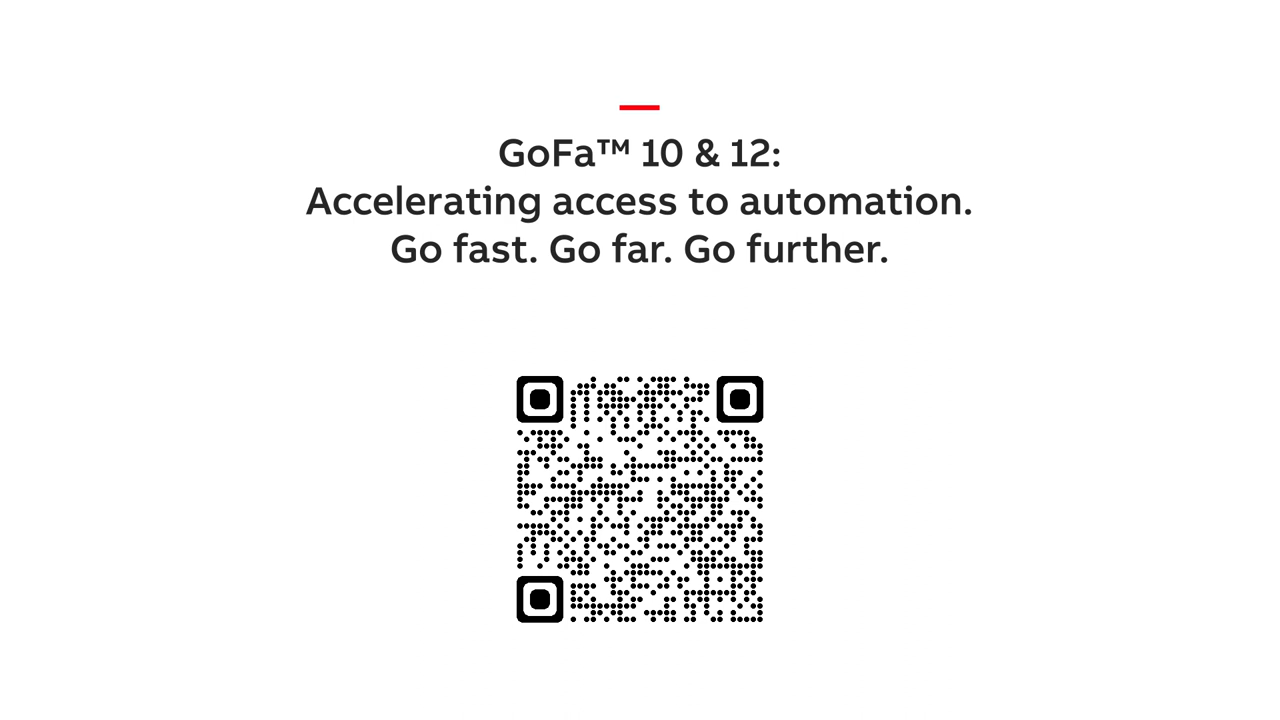 GoFa™ 10 & 12:
Accelerating access to automation.
Go fast. Go far. Go further.